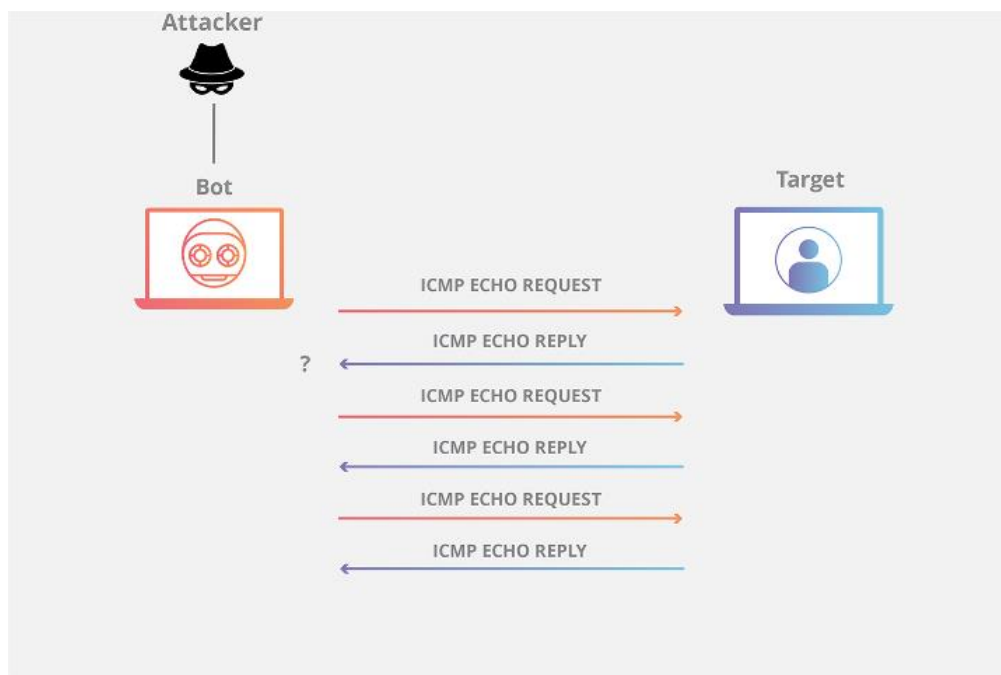 Attacker
Bot
Target
ICMP ECHO REQUEST
ICMP ECHO REPLY
?
ICMP ECHO REQUEST
ICMP ECHO REPLY
ICMP ECHO REQUEST
ICMP ECHO REPLY